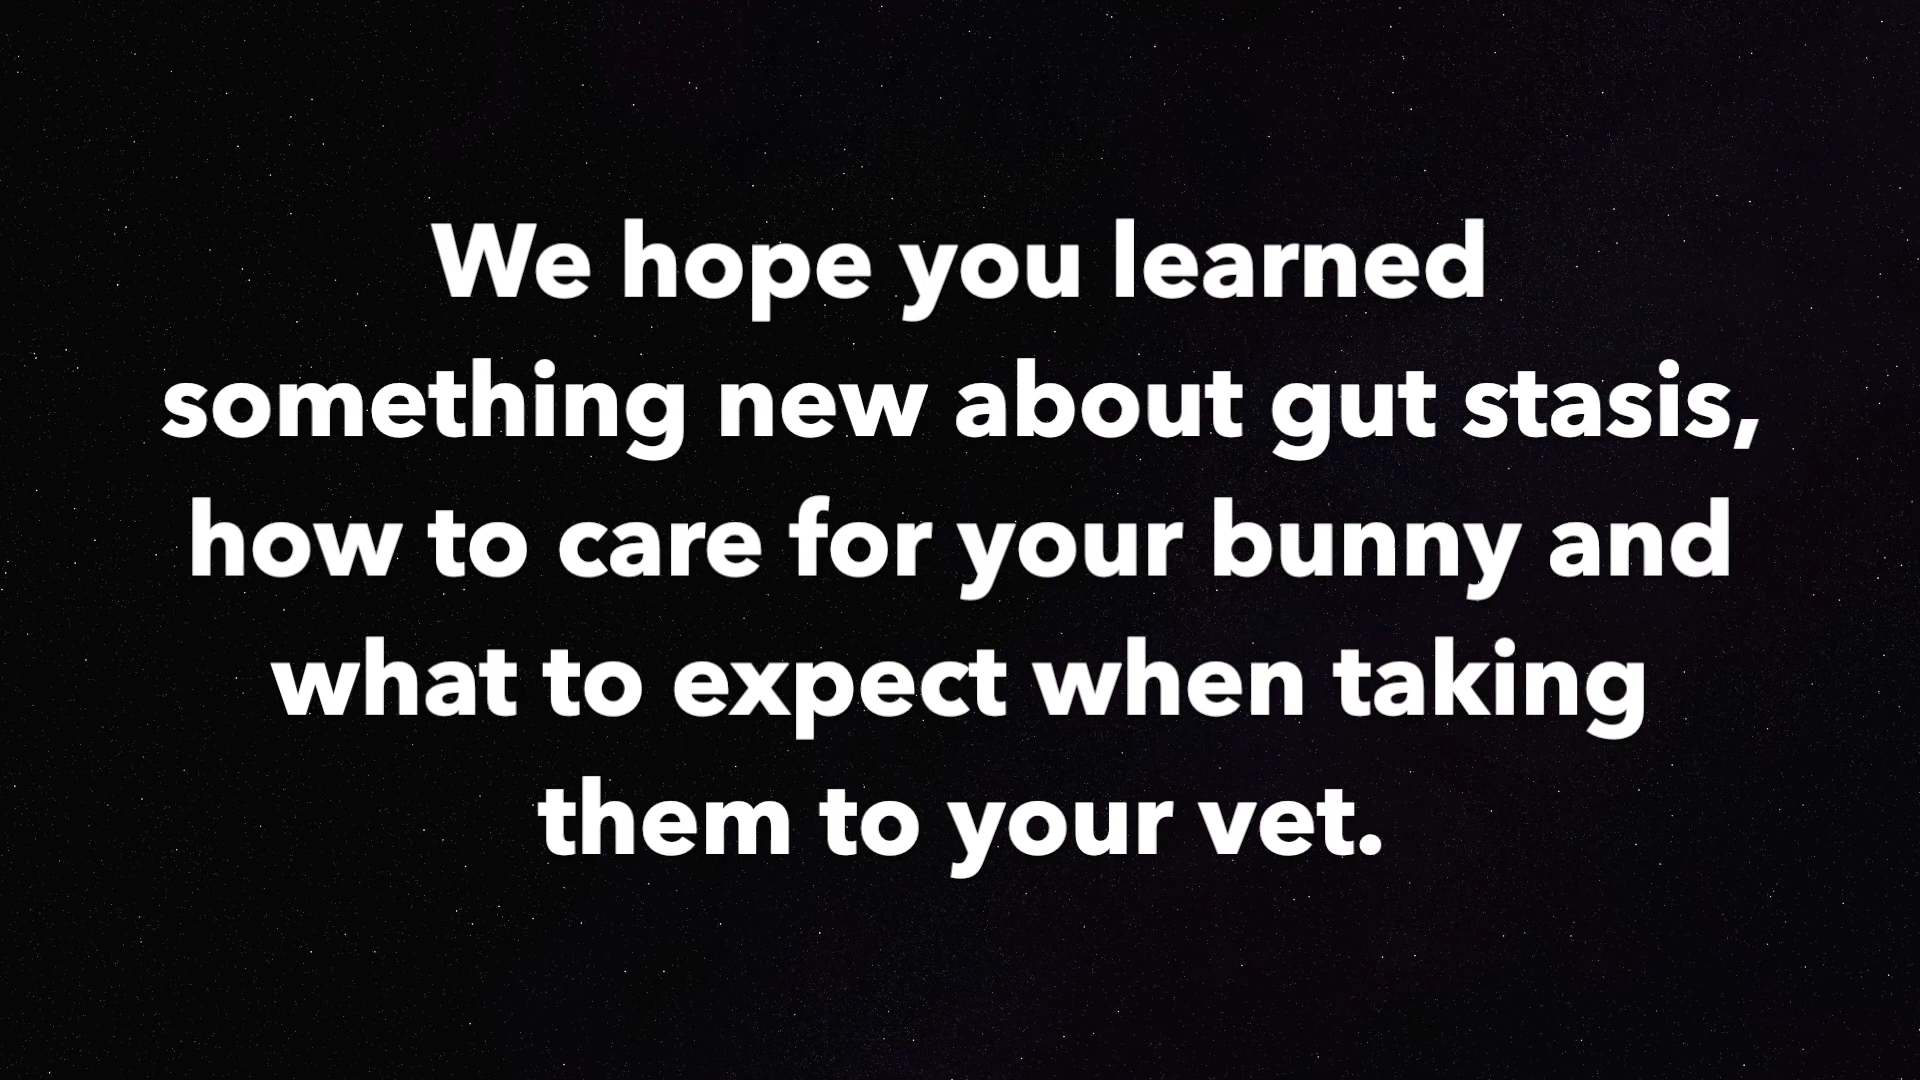 We hope you learned
something new about gut stasis,
how to care for your bunny and
what to expect when taking
them to your vet.